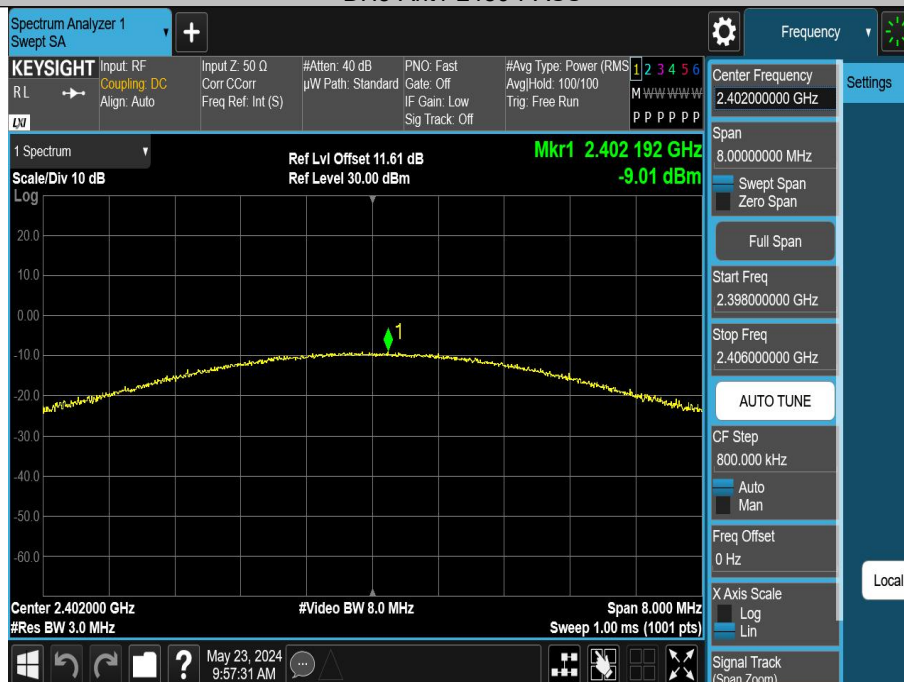 Spectrum Analyzer 1
Swept SA
+
Frequency
KEYSIGHT
RL
LXI
Input: RF
Coupling: DC
Align: Auto
Input Z: 50 Ω
Corr CCorr
Freq Ref: Int (S)
#Atten: 40 dB
µW Path: Standard
PNO: Fast
Gate: Off
IF Gain: Low
Sig Track: Off
#Avg Type: Power (RMS
Avg|Hold: 100/100
Trig: Free Run
1 2 3 4 5 6
M W W W W W
P P P P P P
Center Frequency
2.402000000 GHz
Settings
1 Spectrum
Scale/Div 10 dB
Log
Ref Lvl Offset 11.61 dB
Ref Level 30.00 dBm
Mkr1 2.402 192 GHz
-9.01 dBm
Span
8.00000000 MHz
Swept Span
Zero Span
Full Span
Start Freq
2.398000000 GHz
Stop Freq
2.406000000 GHz
AUTO TUNE
CF Step
800.000 kHz
Auto
Man
Freq Offset
0 Hz
X Axis Scale
Log
Lin
Signal Track
(Span Zoom)
Local
20.0
10.0
0.00
-10.0
-20.0
-30.0
-40.0
-50.0
-60.0
1
Center 2.402000 GHz
#Res BW 3.0 MHz
#Video BW 8.0 MHz
Span 8.000 MHz
Sweep 1.00 ms (1001 pts)
?
May 23, 2024
9:57:31 AM